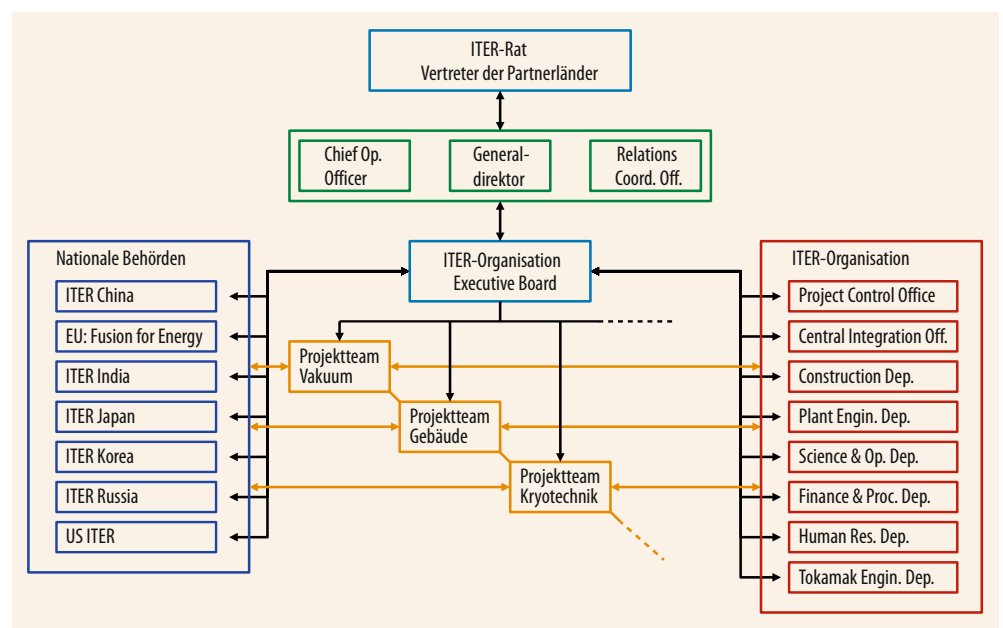 ITER-Rat
Vertreter der Partnerländer
Chief Op.
Officer
General-
direktor
Relations
Coord. Off.
ITER-Organisation
Executive Board
Nationale Behörden
ITER China
EU: Fusion for Energy
ITER India
ITER Japan
ITER Korea
ITER Russia
US ITER
Projektteam
Vakuum
Projektteam
Gebäude
Projektteam
Kryotechnik
ITER-Organisation
Project Control Office
Central Integration Off.
Construction Dep.
Plant Engin. Dep.
Science & Op. Dep.
Finance & Proc. Dep.
Human Res. Dep.
Tokamak Engin. Dep.